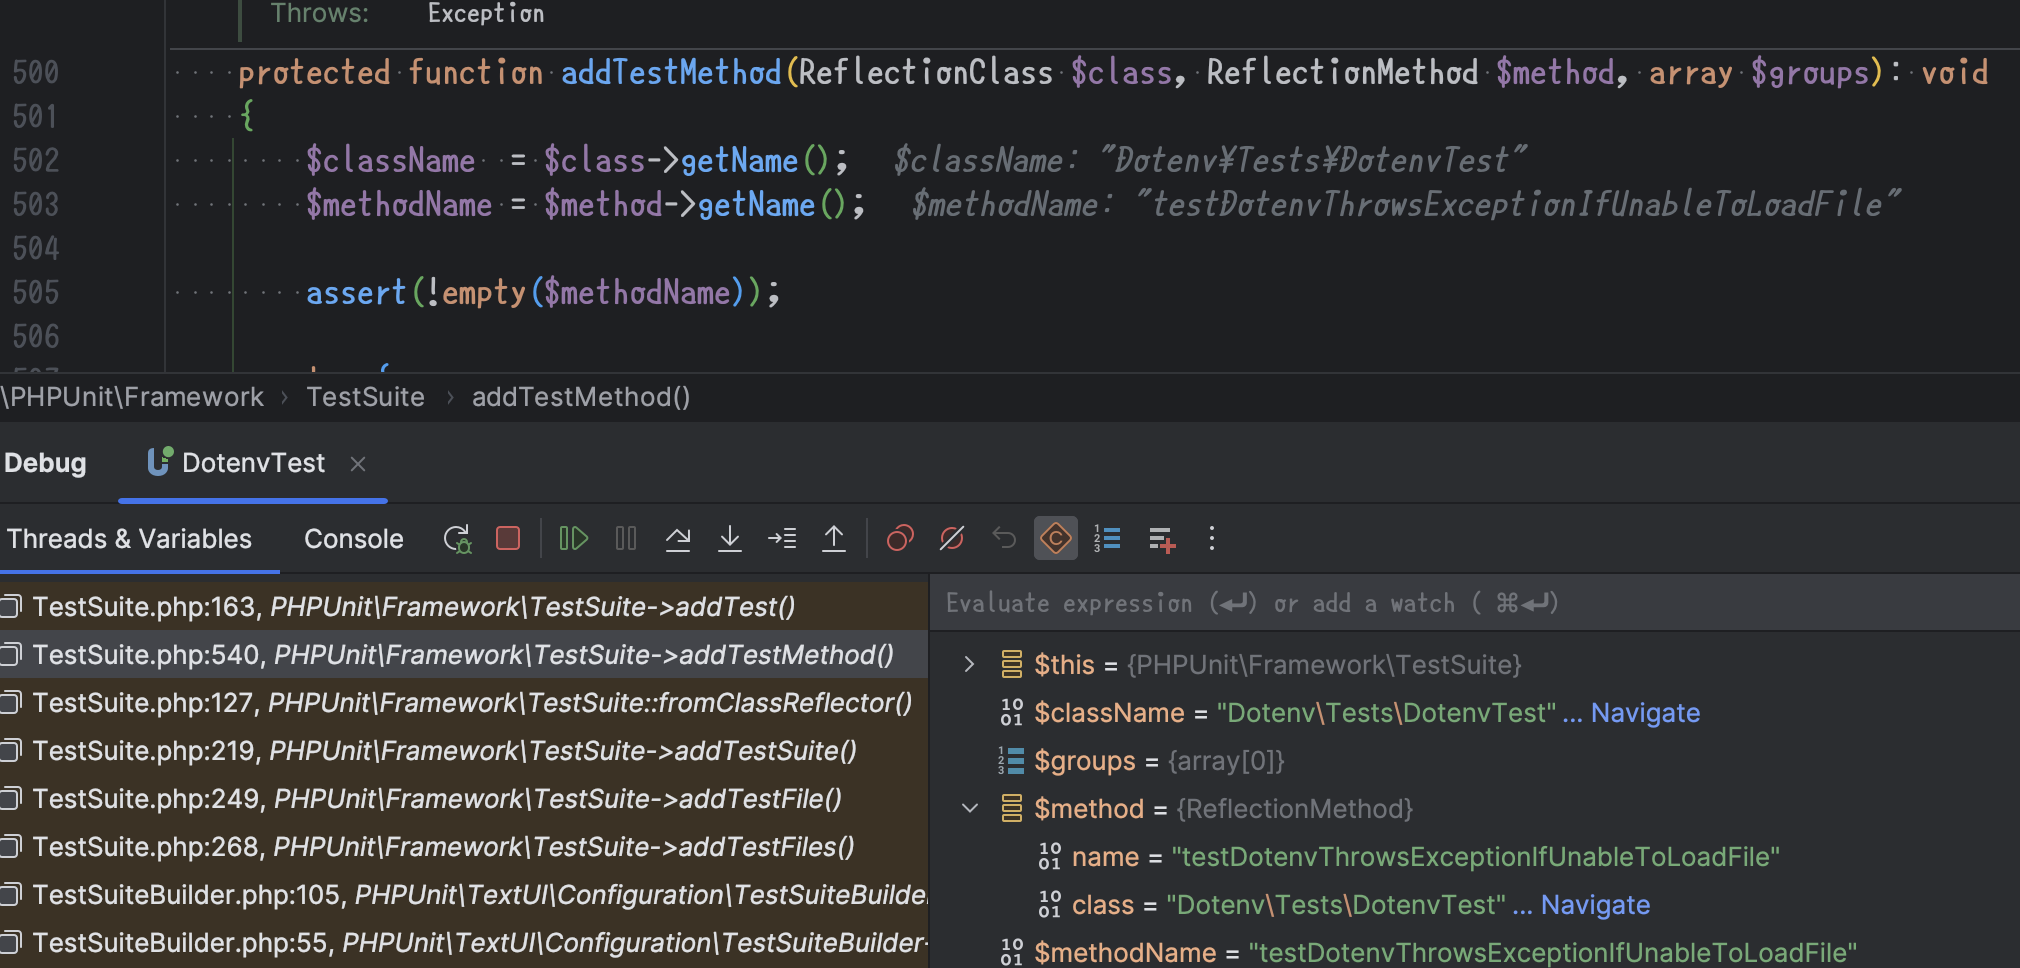 Throws: Exception
500 protected function addTestMethod(ReflectionClass $class, ReflectionMethod $method, array $groups): void
501 {
502 $className = $class->getName(); $className: "Dotenv¥Tests¥DotenvTest"
503 $methodName = $method->getName(); $methodName: "testDotenvThrowsExceptionIfUnableToLoadFile"
504
505 assert(!empty($methodName));
506
\PHPUnit\Framework › TestSuite › addTestMethod()
Debug DotenvTest ×
Threads & Variables Console
TestSuite.php:163, PHPUnit\Framework\TestSuite->addTest()
TestSuite.php:540, PHPUnit\Framework\TestSuite->addTestMethod()
TestSuite.php:127, PHPUnit\Framework\TestSuite::fromClassReflector()
TestSuite.php:219, PHPUnit\Framework\TestSuite->addTestSuite()
TestSuite.php:249, PHPUnit\Framework\TestSuite->addTestFile()
TestSuite.php:268, PHPUnit\Framework\TestSuite->addTestFiles()
TestSuiteBuilder.php:105, PHPUnit\TextUI\Configuration\TestSuiteBuilde
TestSuiteBuilder.php:55, PHPUnit\TextUI\Configuration\TestSuiteBuilder-
Evaluate expression (↵) or add a watch ( ⌘↵)
$this = {PHPUnit\Framework\TestSuite}
$className = "Dotenv\Tests\DotenvTest" ... Navigate
$groups = {array[0]}
$method = {ReflectionMethod}
name = "testDotenvThrowsExceptionIfUnableToLoadFile"
class = "Dotenv\Tests\DotenvTest" ... Navigate
$methodName = "testDotenvThrowsExceptionIfUnableToLoadFile"